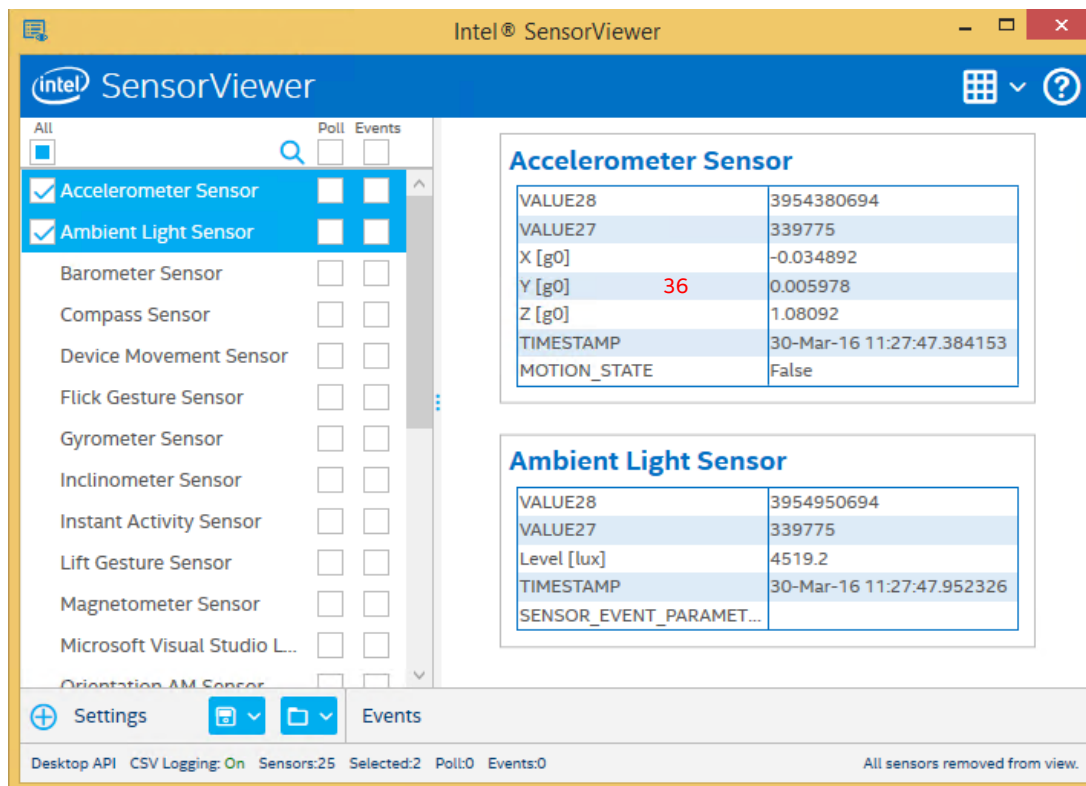 Intel® SensorViewer
intel SensorViewer
All Poll Events
Accelerometer Sensor
Ambient Light Sensor
Barometer Sensor
Compass Sensor
Device Movement Sensor
Flick Gesture Sensor
Gyrometer Sensor
Inclinometer Sensor
Instant Activity Sensor
Lift Gesture Sensor
Magnetometer Sensor
Microsoft Visual Studio L...
Orientation AM Sensor
Accelerometer Sensor
VALUE28 3954380694
VALUE27 339775
X [g0] -0.034892
Y [g0] 36 0.005978
Z [g0] 1.08092
TIMESTAMP 30-Mar-16 11:27:47.384153
MOTION_STATE False
Ambient Light Sensor
VALUE28 3954950694
VALUE27 339775
Level [lux] 4519.2
TIMESTAMP 30-Mar-16 11:27:47.952326
SENSOR_EVENT_PARAMET...
Settings Events
Desktop API CSV Logging: On Sensors:25 Selected:2 Poll:0 Events:0 All sensors removed from view.